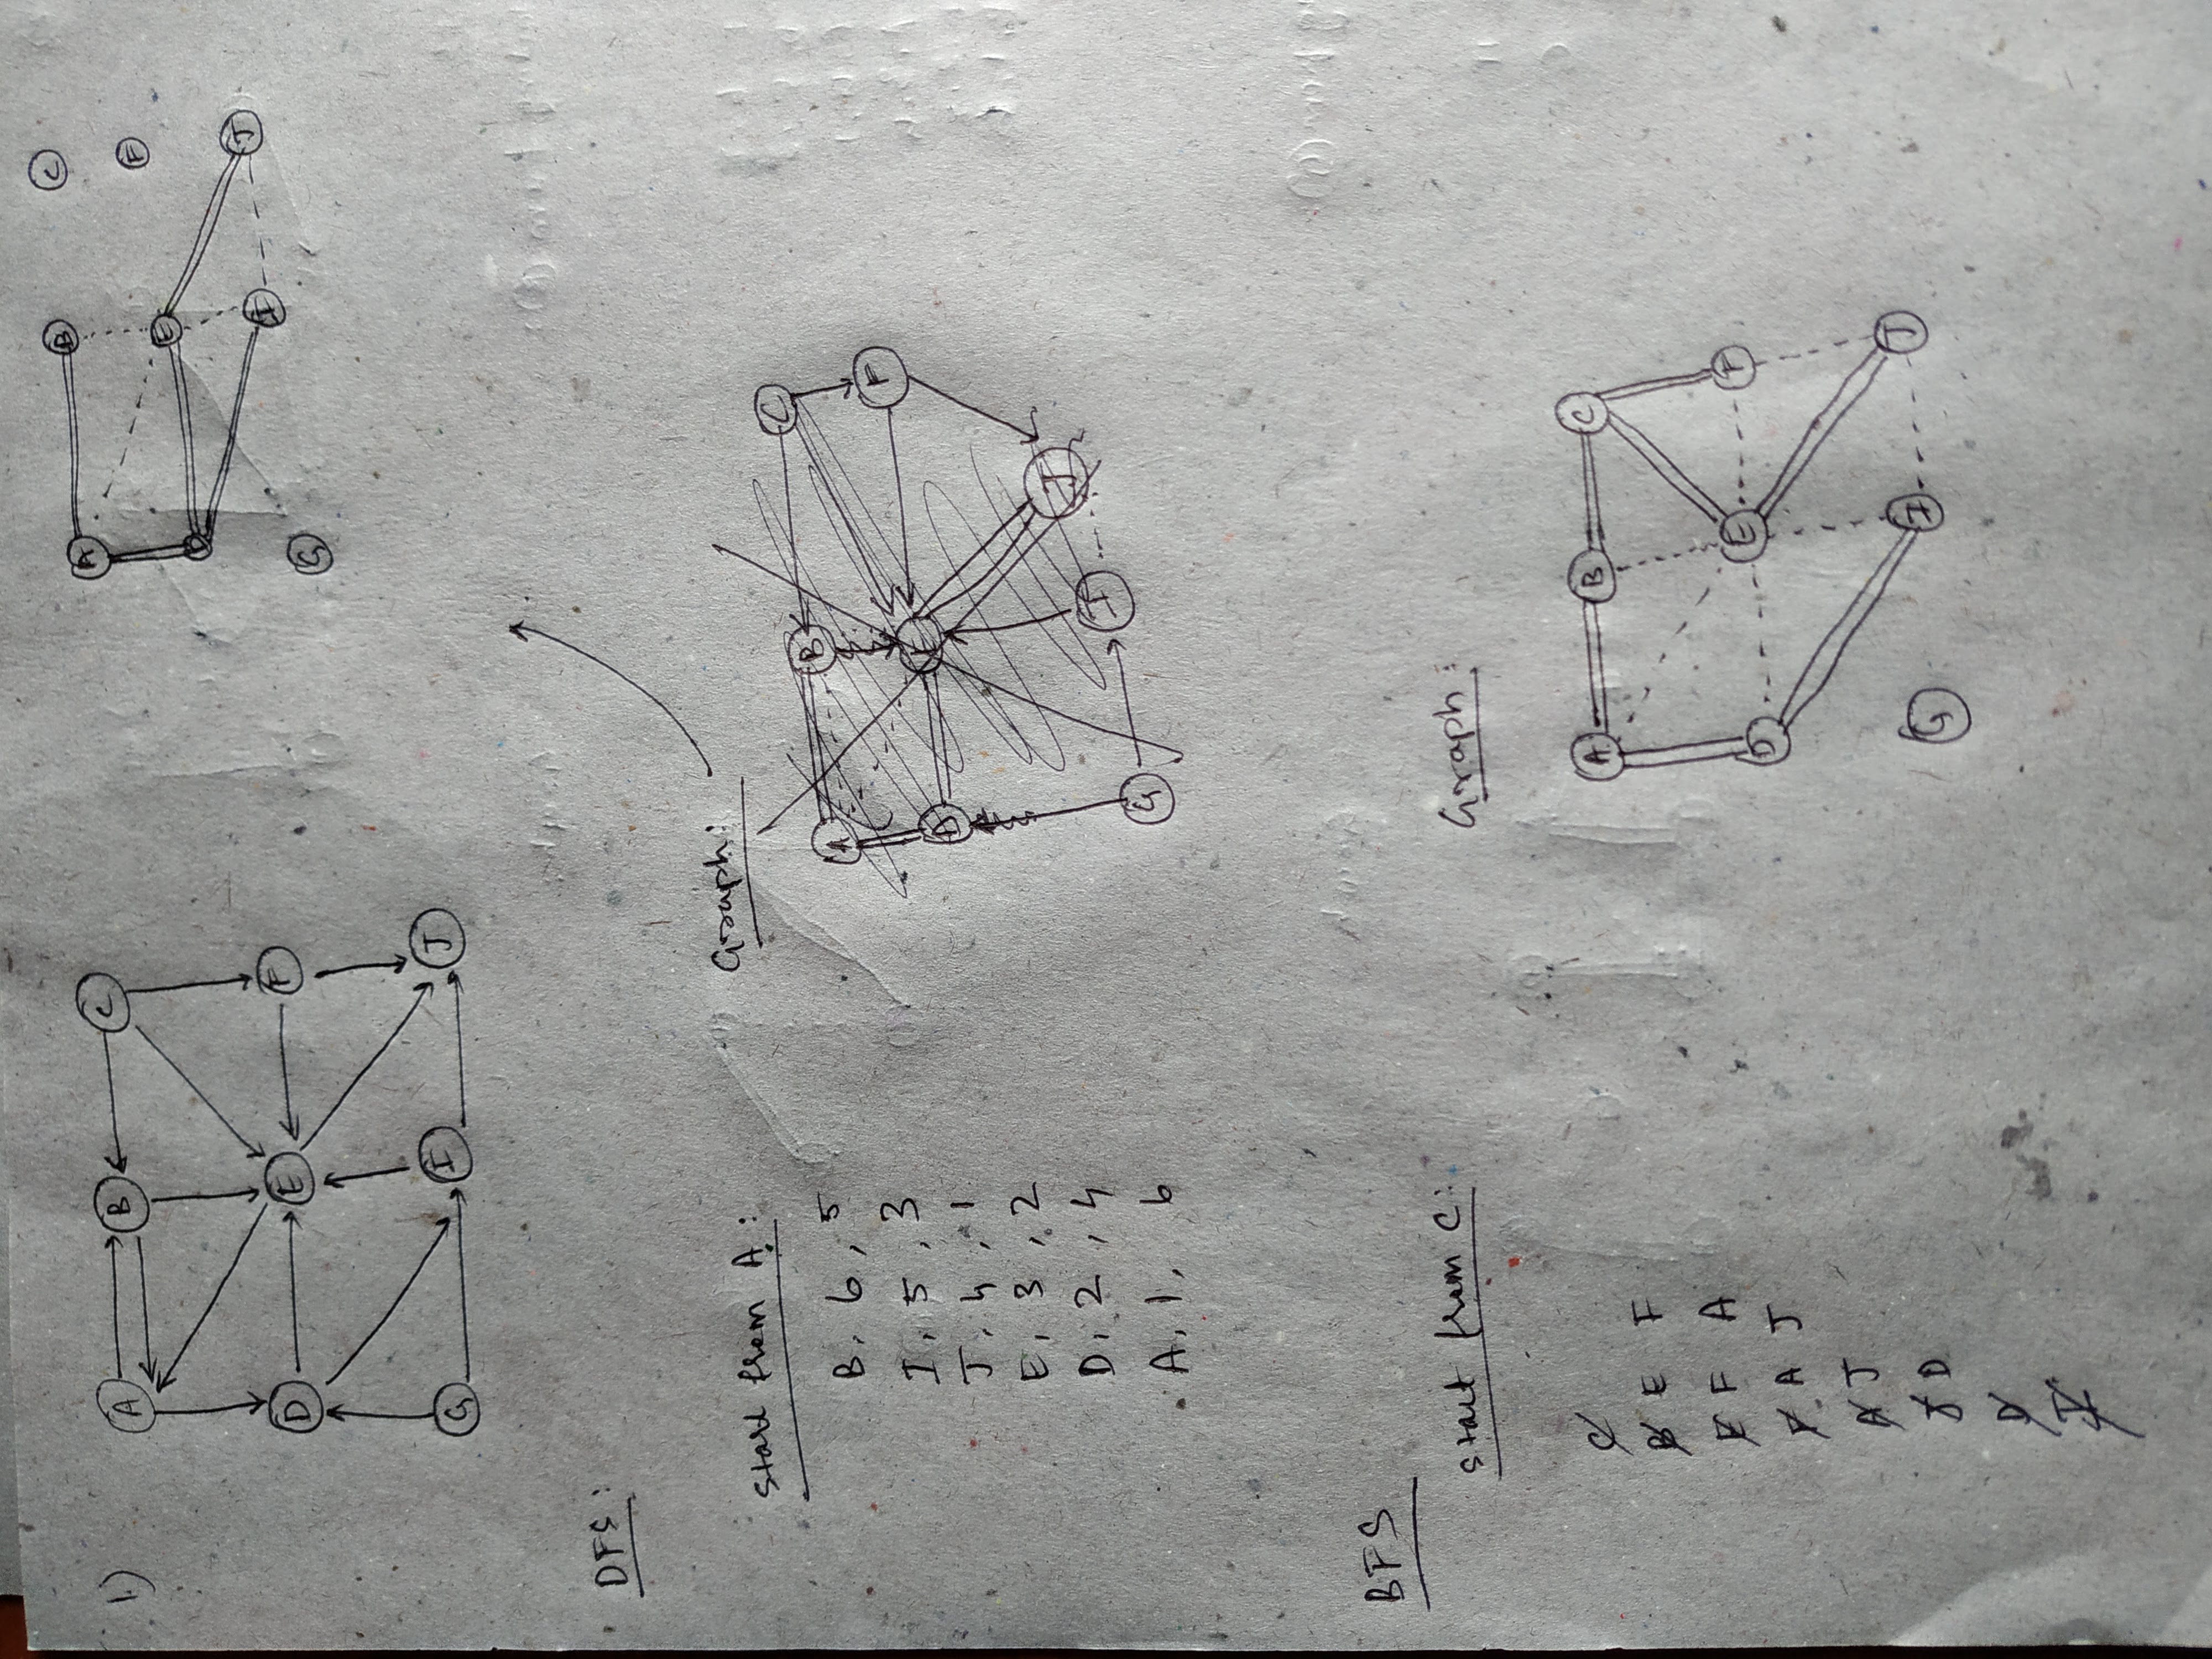 1)
A B C
D E F
G I J
A B C
D E F
G I J
DFS:
Start from A:
B, 6, 5
I, 5, 3
J, 4, 1
E, 3, 2
D, 2, 4
A, 1, 6
Graph:
A B C
D E F
G I J
BFS
Start from C:
C
B E F
E F A
F A J
A J
J D
D
I
Graph:
A B C
D E F
G I J